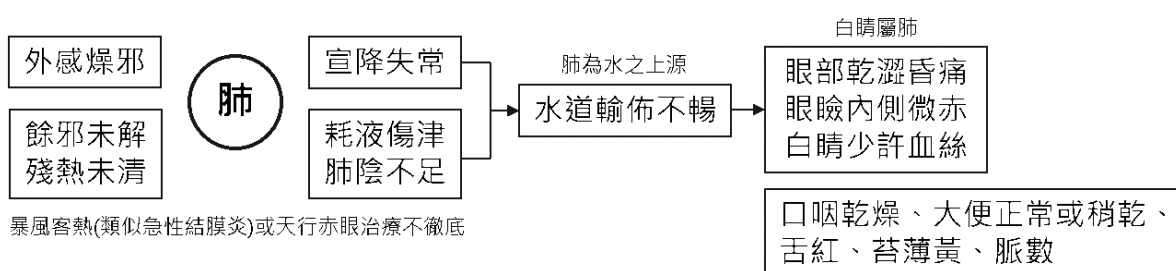 外感燥邪
餘邪未解
殘熱未清
暴風客熱(類似急性結膜炎)或天行赤眼治療不徹底
肺
宣降失常
耗液傷津
肺陰不足
肺為水之上源
水道輸佈不暢
白睛屬肺
眼部乾澀昏痛
眼瞼內側微赤
白睛少許血絲
口咽乾燥、大便正常或稍乾、
舌紅、苔薄黃、脈數